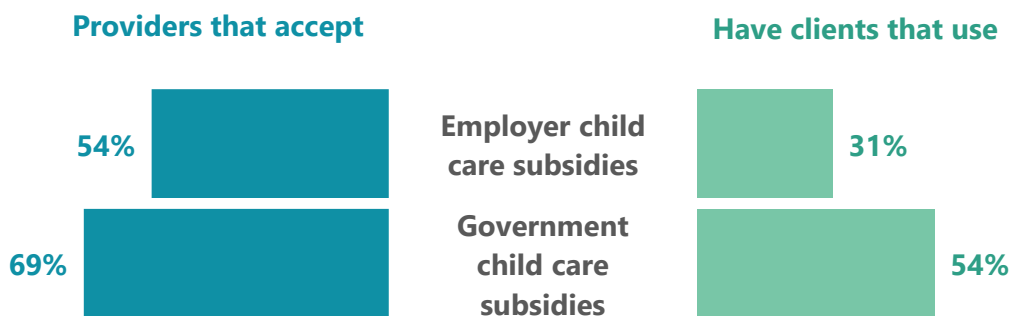 Providers that accept
Have clients that use
54%
Employer child
care subsidies
31%
69%
Government
child care
subsidies
54%